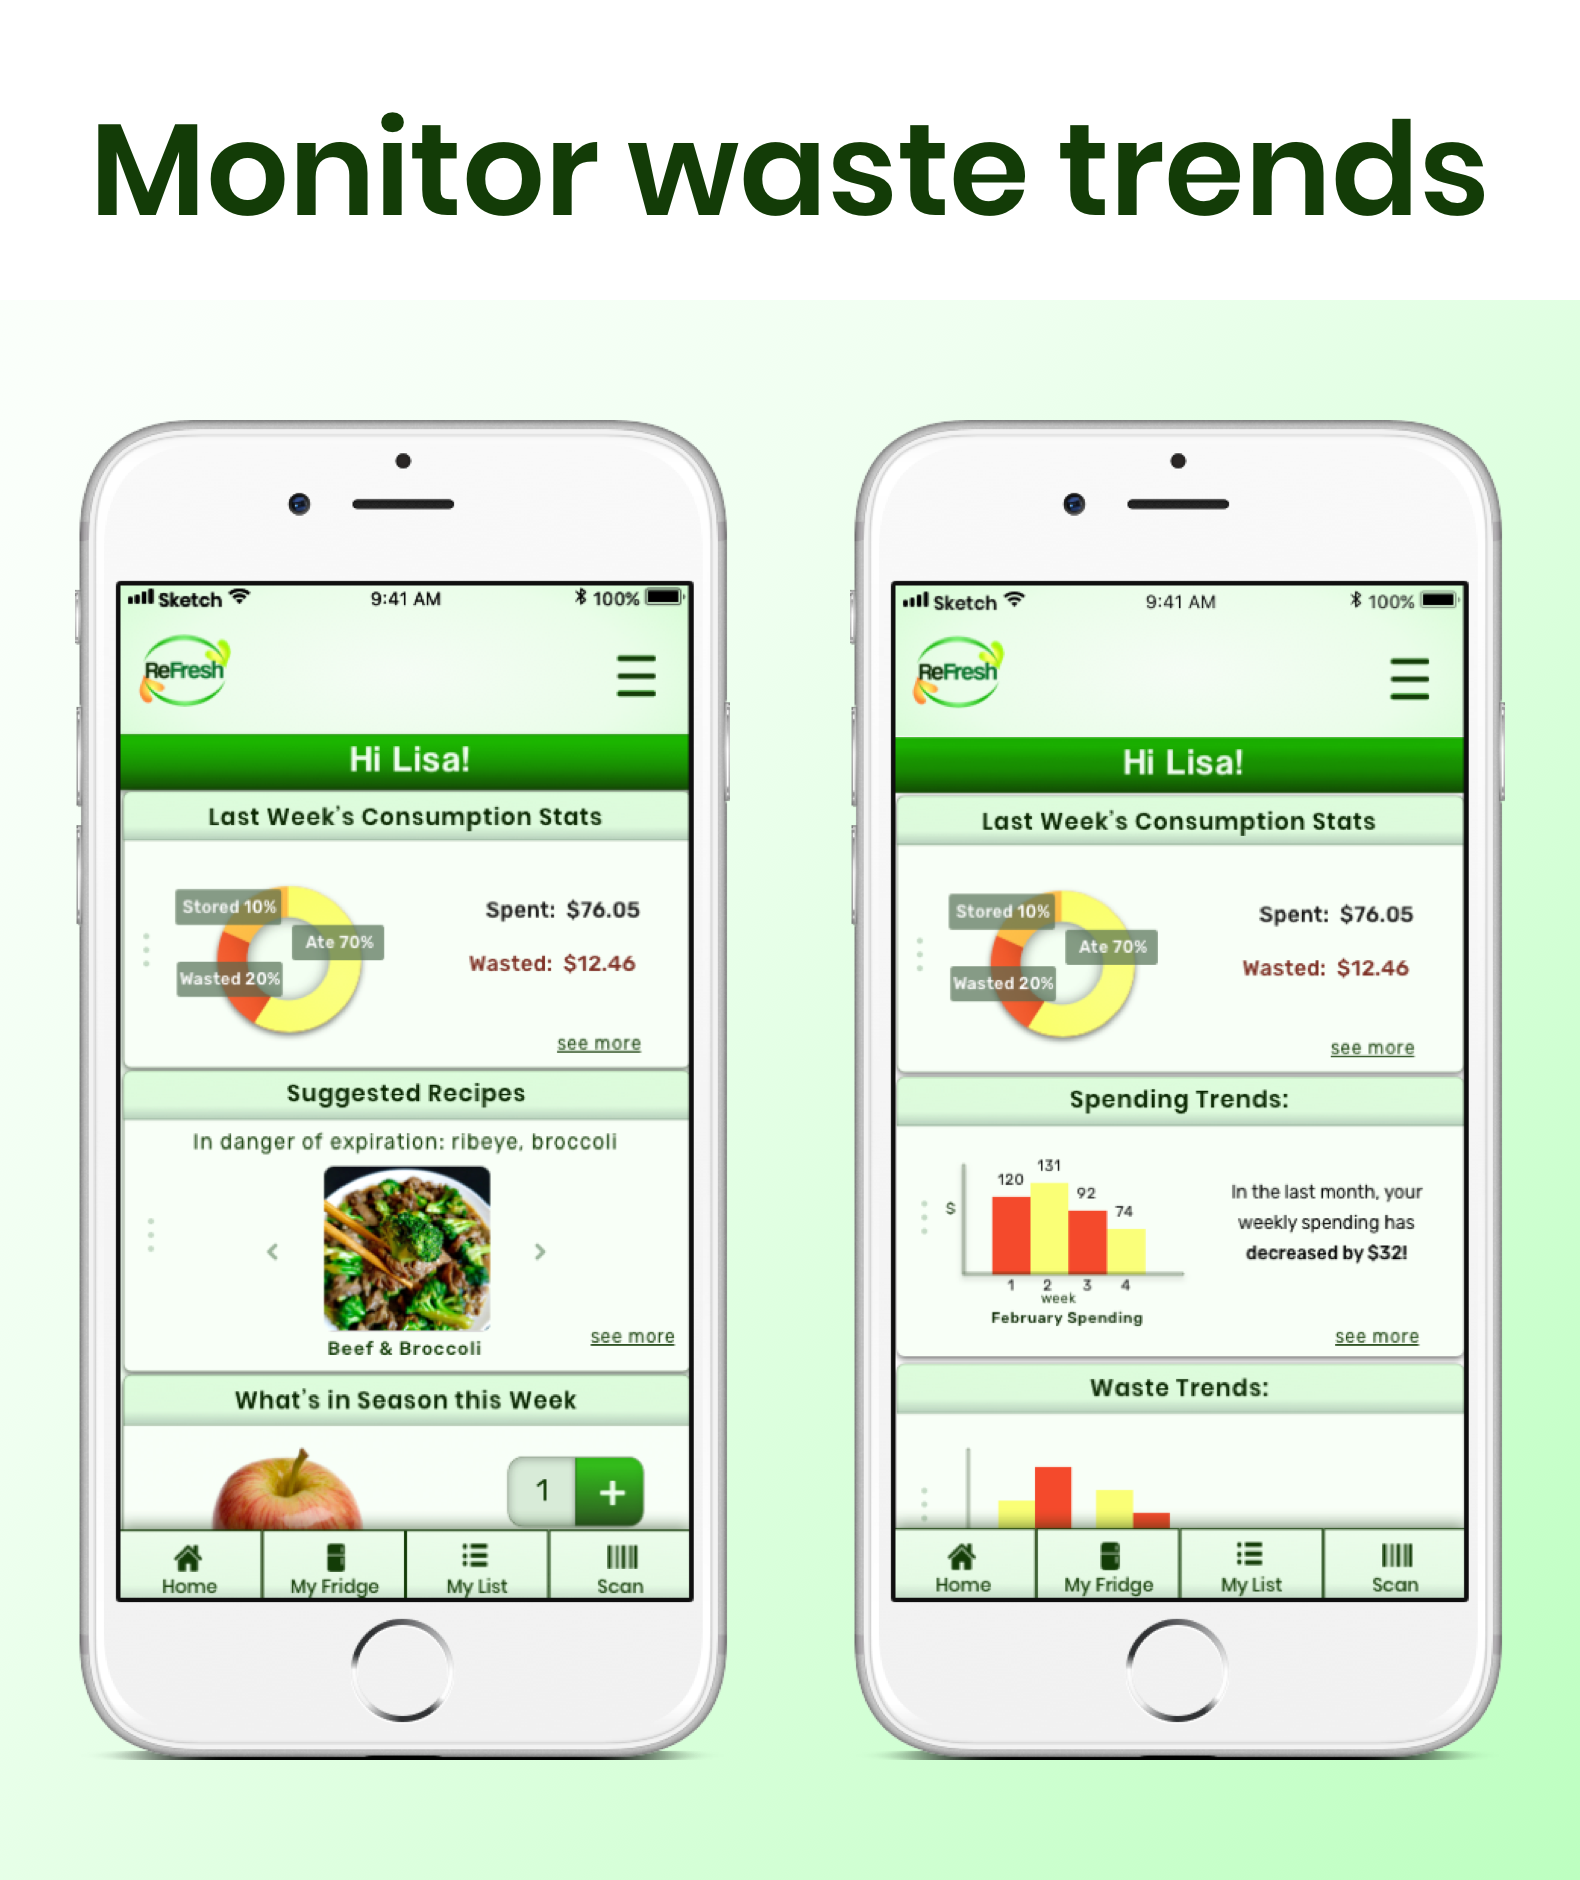 Monitor waste trends
Sketch 9:41 AM 100%
ReFresh
Hi Lisa!
Last Week's Consumption Stats
Stored 10%
Ate 70%
Wasted 20%
Spent: $76.05
Wasted: $12.46
see more
Suggested Recipes
In danger of expiration: ribeye, broccoli
Beef & Broccoli
see more
What's in Season this Week
1 +
Home My Fridge My List Scan
Sketch 9:41 AM 100%
ReFresh
Hi Lisa!
Last Week's Consumption Stats
Stored 10%
Ate 70%
Wasted 20%
Spent: $76.05
Wasted: $12.46
see more
Spending Trends:
$
120 131 92 74
1 2 3 4
week
February Spending
In the last month, your
weekly spending has
decreased by $32!
see more
Waste Trends:
Home My Fridge My List Scan